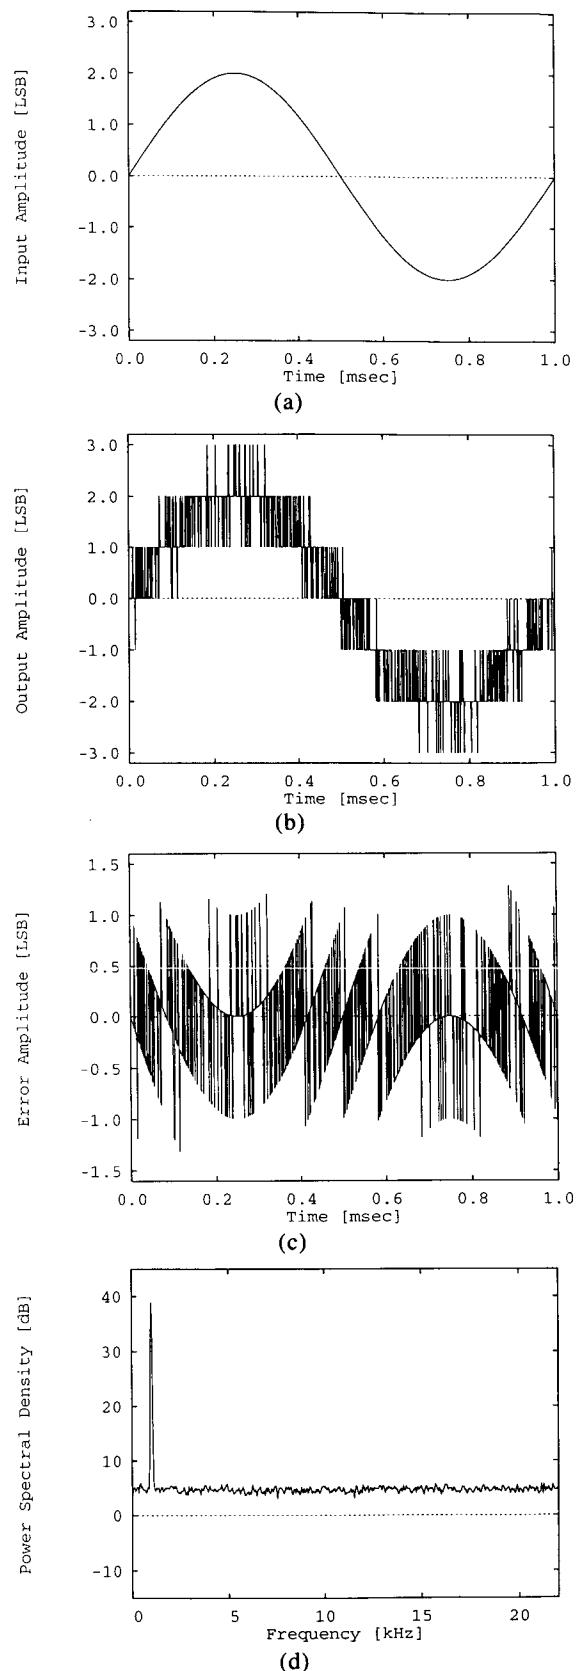 Input Amplitude [LSB]
3.0
2.0
1.0
0.0
-1.0
-2.0
-3.0
0.0 0.2 0.4 0.6 0.8 1.0
Time [msec]
(a)
Output Amplitude [LSB]
3.0
2.0
1.0
0.0
-1.0
-2.0
-3.0
0.0 0.2 0.4 0.6 0.8 1.0
Time [msec]
(b)
Error Amplitude [LSB]
1.5
1.0
0.5
0.0
-0.5
-1.0
-1.5
0.0 0.2 0.4 0.6 0.8 1.0
Time [msec]
(c)
Power Spectral Density [dB]
40
30
20
10
0
-10
0 5 10 15 20
Frequency [kHz]
(d)